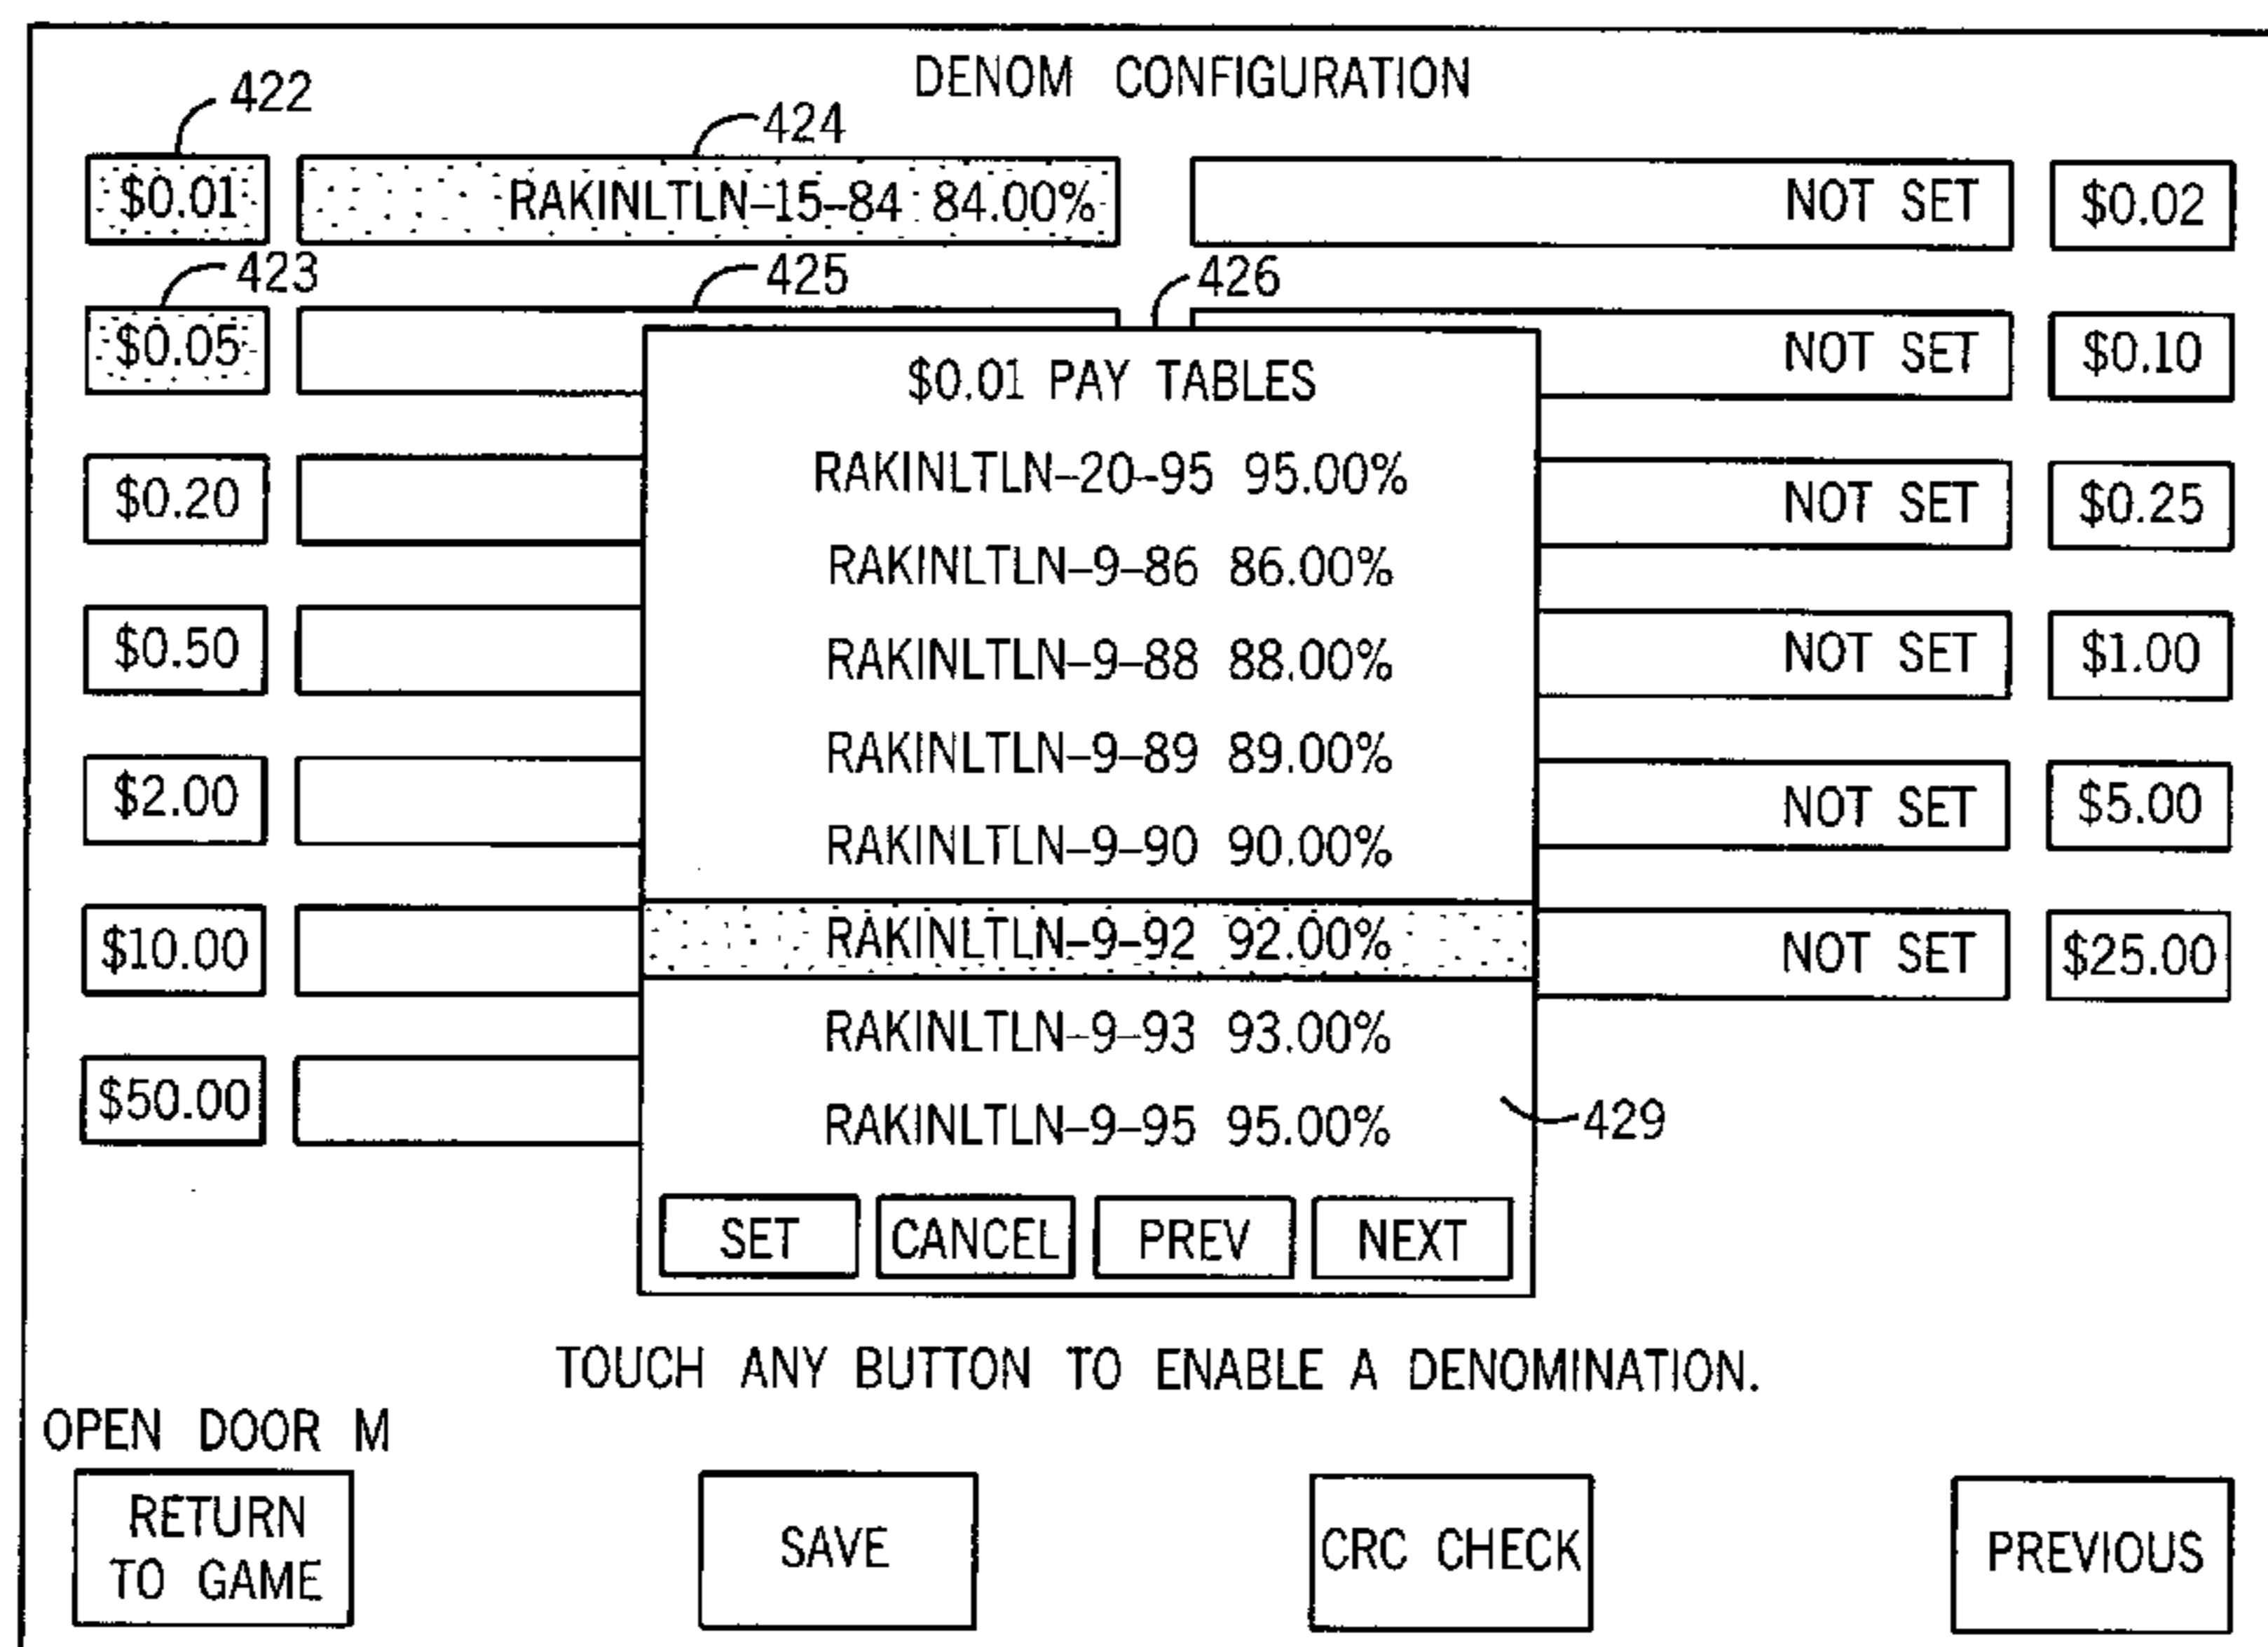 DENOM CONFIGURATION
422
424
$0.01
RAKINLTLN-15-84 84.00%
NOT SET
$0.02
423
425
426
$0.05
NOT SET
$0.10
$0.20
NOT SET
$0.25
$0.50
NOT SET
$1.00
$2.00
NOT SET
$5.00
$10.00
NOT SET
$25.00
$50.00
$0.01 PAY TABLES
RAKINLTLN-20-95 95.00%
RAKINLTLN-9-86 86.00%
RAKINLTLN-9-88 88.00%
RAKINLTLN-9-89 89.00%
RAKINLTLN-9-90 90.00%
RAKINLTLN-9-92 92.00%
RAKINLTLN-9-93 93.00%
RAKINLTLN-9-95 95.00%
429
SET
CANCEL
PREV
NEXT
TOUCH ANY BUTTON TO ENABLE A DENOMINATION.
OPEN DOOR M
RETURN
TO GAME
SAVE
CRC CHECK
PREVIOUS